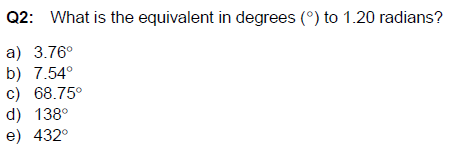 Q2: What is the equivalent in degrees (°) to 1.20 radians?
a) 3.76°
b) 7.54°
c) 68.75°
d) 138°
e) 432°